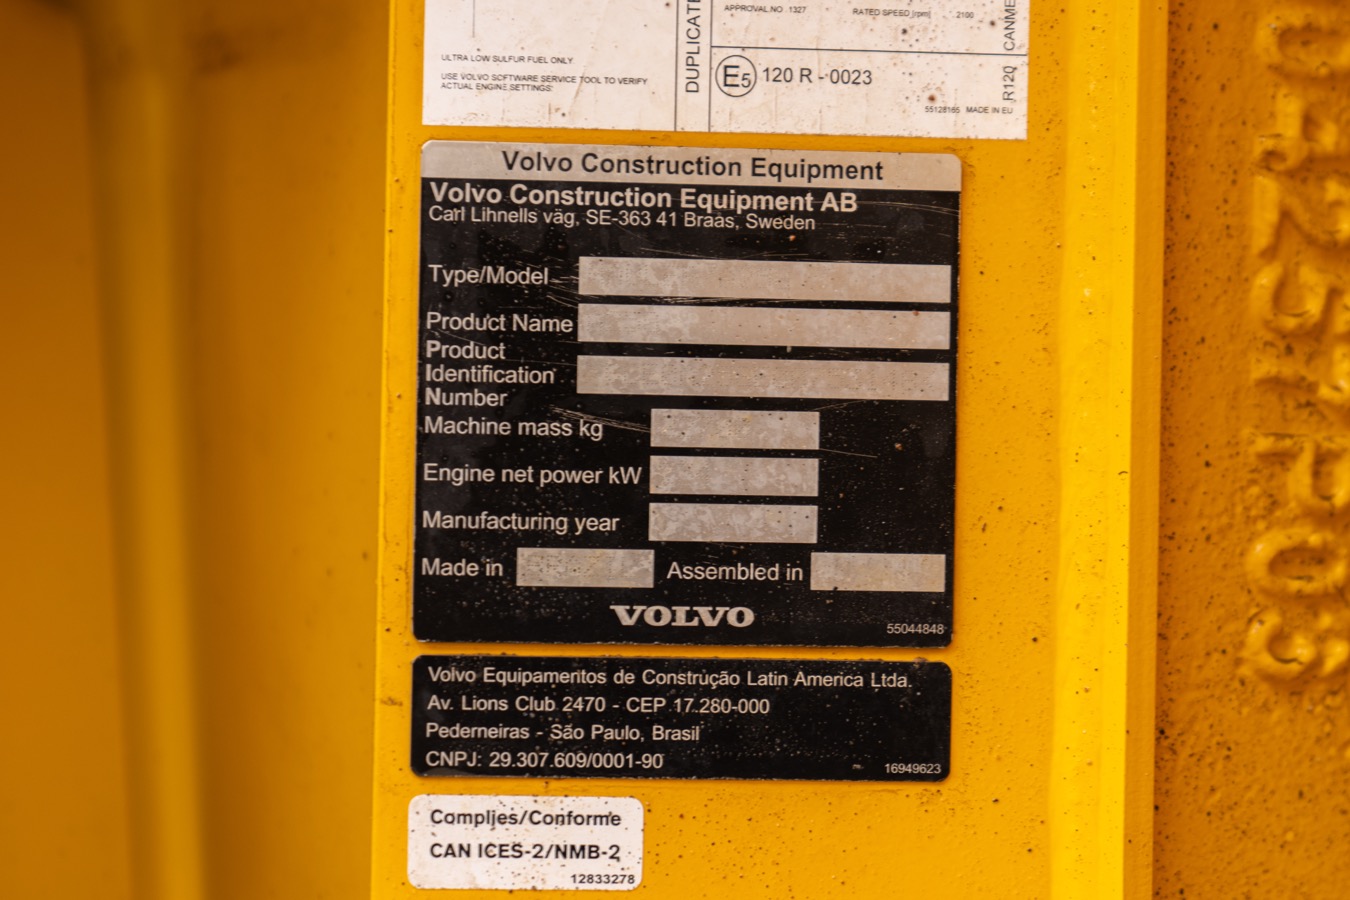 APPROVAL NO 1327
RATED SPEED [rpm] 2100
ULTRA LOW SULFUR FUEL ONLY
USE VOLVO SOFTWARE SERVICE TOOL TO VERIFY
ACTUAL ENGINE SETTINGS:
DUPLICATE
E5 120 R - 0023
R120 CANME
55128165 MADE IN EU
Volvo Construction Equipment
Volvo Construction Equipment AB
Carl Lihnells väg, SE-363 41 Braås, Sweden
Type/Model
Product Name
Product
Identification
Number
Machine mass kg
Engine net power kW
Manufacturing year
Made in Assembled in
VOLVO
55044848
Volvo Equipamentos de Construção Latin America Ltda.
Av. Lions Club 2470 - CEP 17.280-000
Pederneiras - São Paulo, Brasil
CNPJ: 29.307.609/0001-90
16949623
Complies/Conforme
CAN ICES-2/NMB-2
12833278